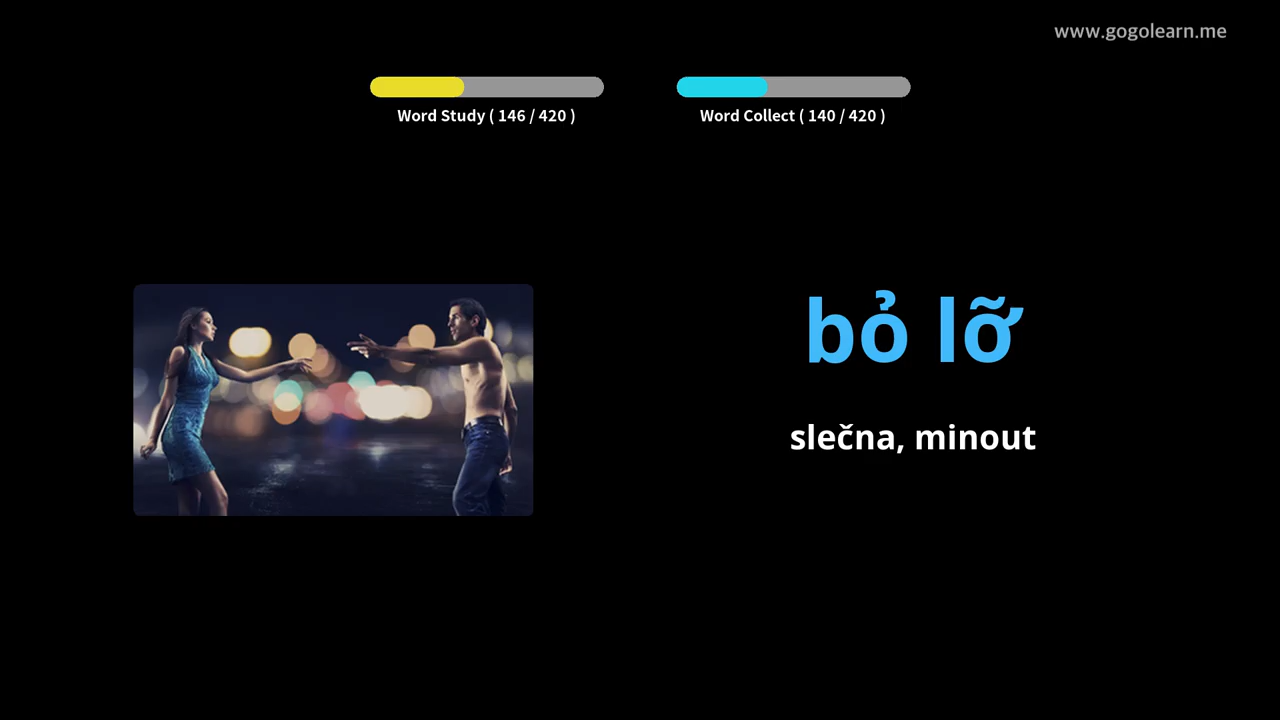 www.gogolearn.me
Word Study ( 146 / 420 )
Word Collect ( 140 / 420 )
bỏ lỡ
slečna, minout